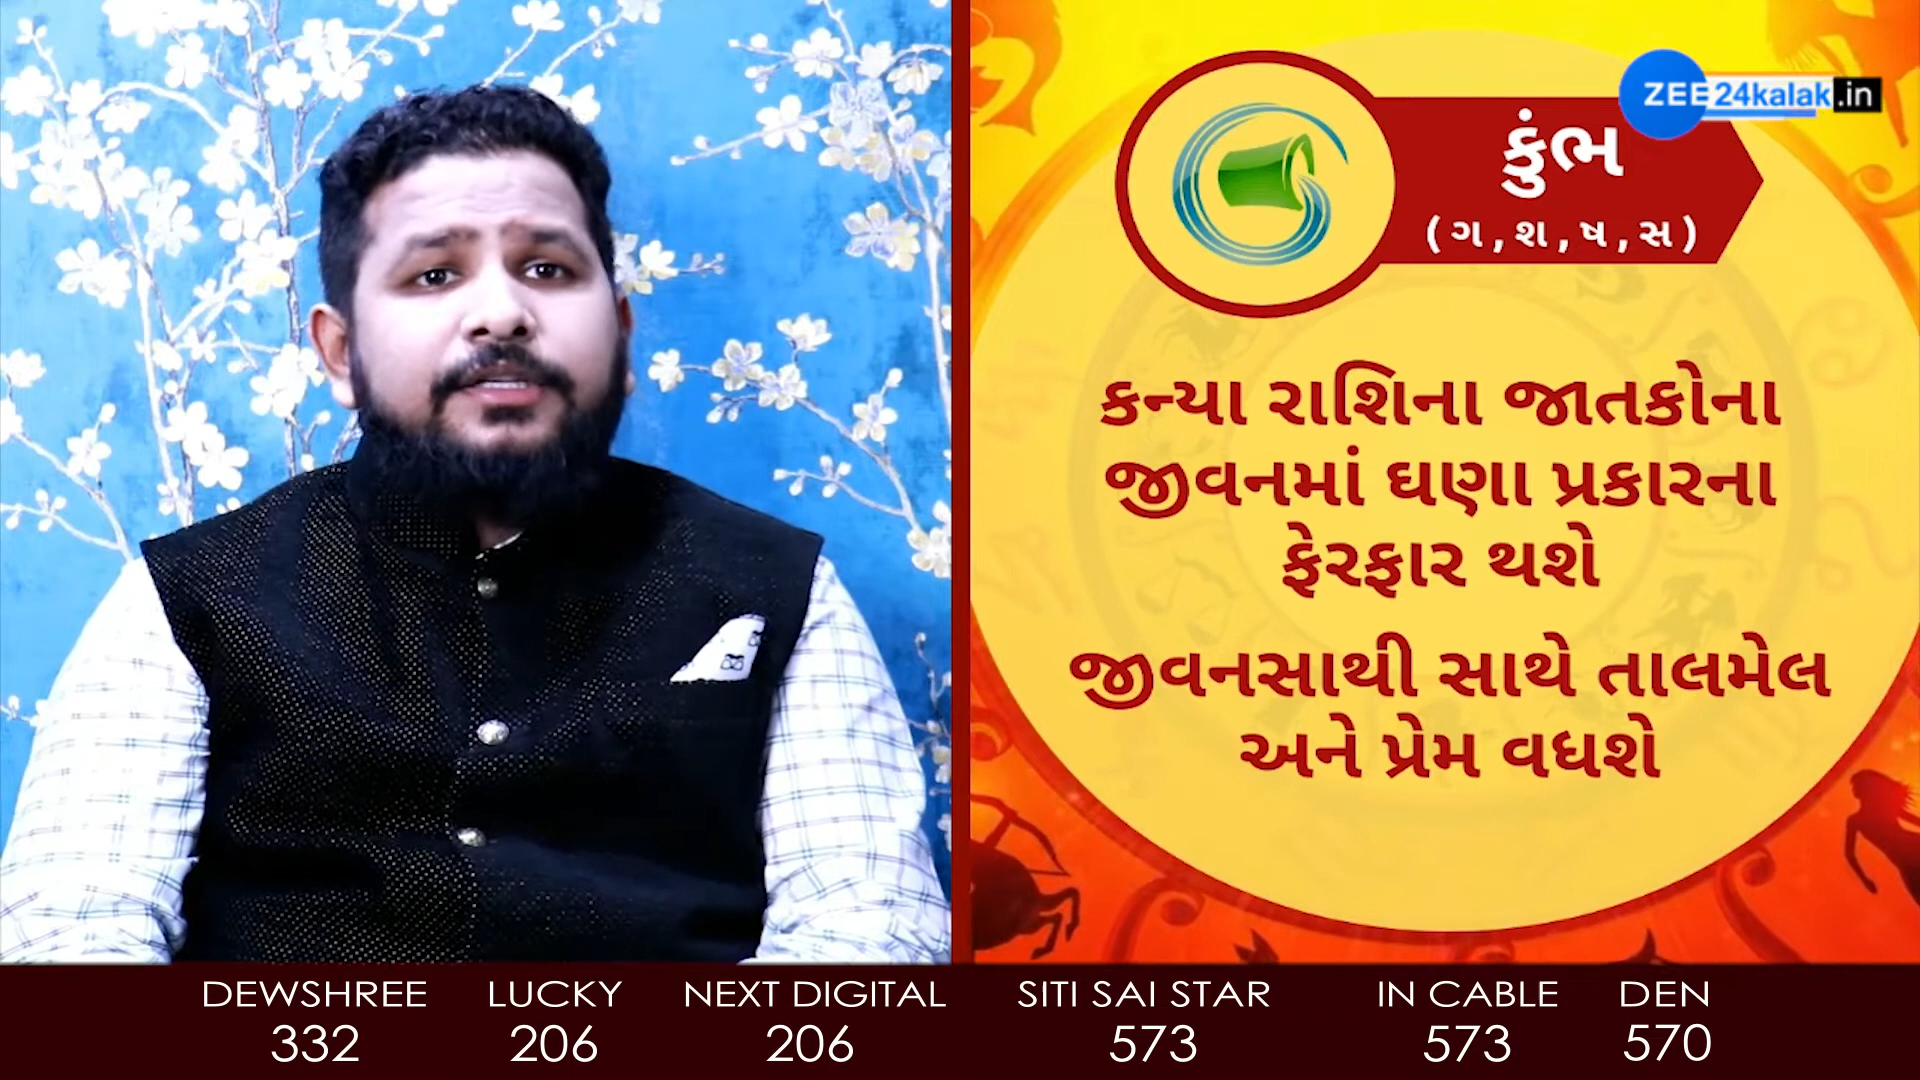 ZEE24kalak.in
કુંભ
(ગ,શ,ષ,સ)
કન્યા રાશિના જાતકોના
જીવનમાં ઘણા પ્રકારના
ફેરફાર થશે
જીવનસાથી સાથે તાલમેલ
અને પ્રેમ વધશે
DEWSHREE LUCKY NEXT DIGITAL SITI SAI STAR IN CABLE DEN
332 206 206 573 573 570